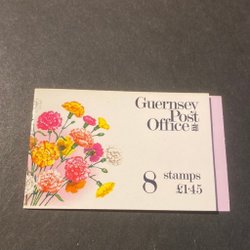 Guernsey
Post
Office
8 stamps
£1·45